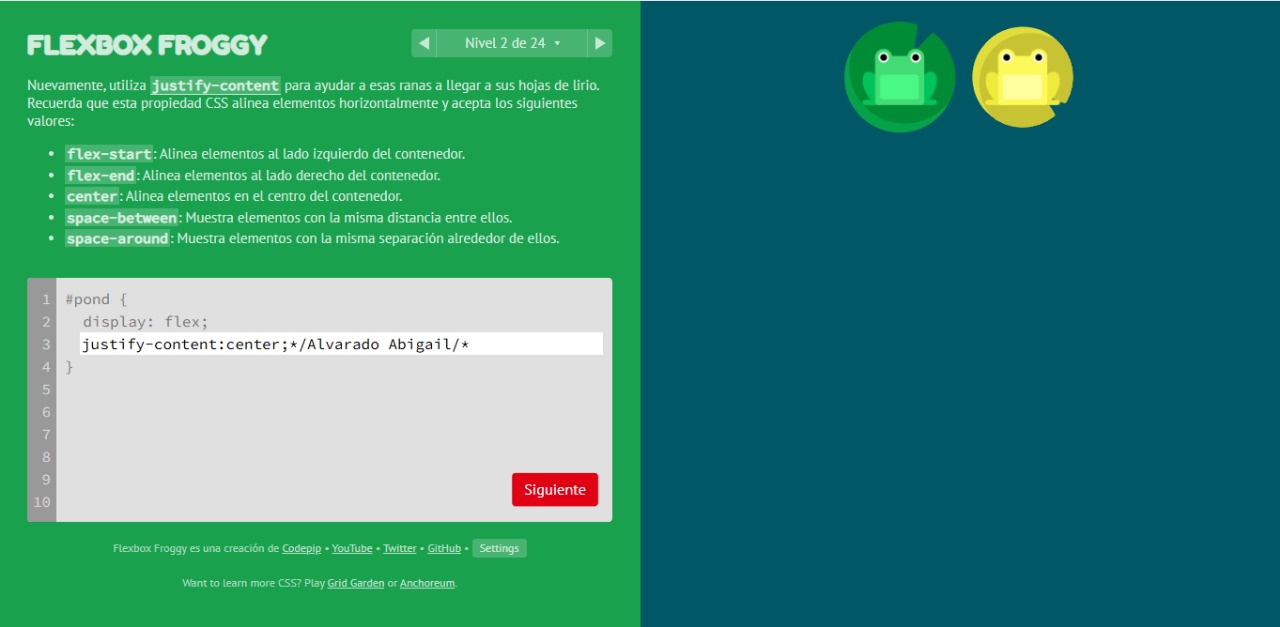 FLEXBOX FROGGY
◀ Nivel 2 de 24 ▾ ▶
Nuevamente, utiliza justify-content para ayudar a esas ranas a llegar a sus hojas de lirio.
Recuerda que esta propiedad CSS alinea elementos horizontalmente y acepta los siguientes
valores:
• flex-start: Alinea elementos al lado izquierdo del contenedor.
• flex-end: Alinea elementos al lado derecho del contenedor.
• center: Alinea elementos en el centro del contenedor.
• space-between: Muestra elementos con la misma distancia entre ellos.
• space-around: Muestra elementos con la misma separación alrededor de ellos.
1 #pond {
2 display: flex;
3 justify-content:center;*/Alvarado Abigail/*
4 }
5
6
7
8
9
10
Siguiente
Flexbox Froggy es una creación de Codepip • YouTube • Twitter • GitHub • Settings
Want to learn more CSS? Play Grid Garden or Anchoreum.